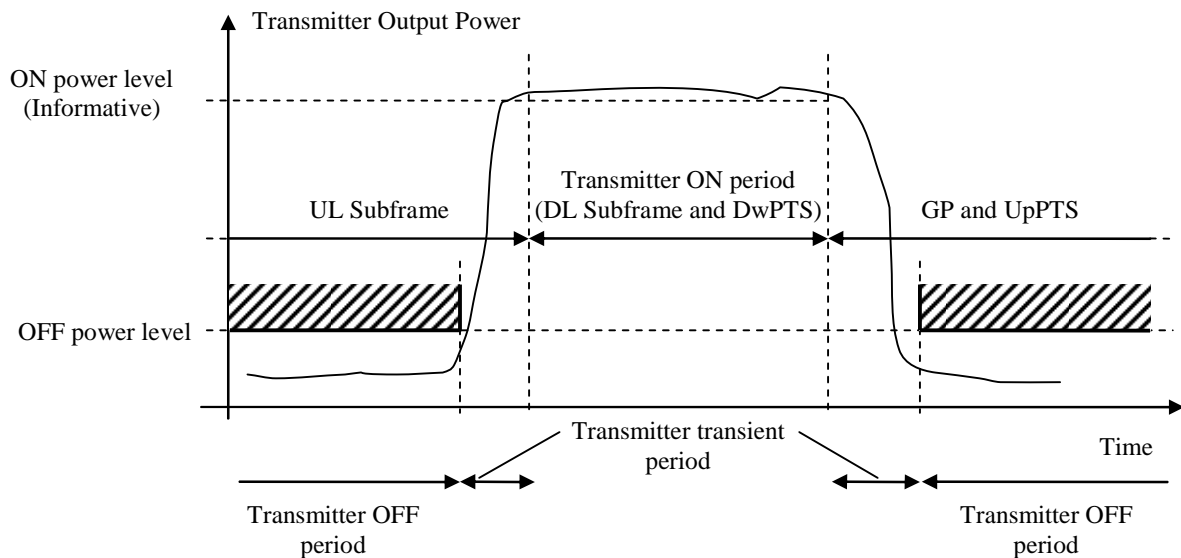 Transmitter Output Power
ON power level
(Informative)
UL Subframe
Transmitter ON period
(DL Subframe and DwPTS)
GP and UpPTS
OFF power level
Transmitter transient
period
Time
Transmitter OFF
period
Transmitter OFF
period